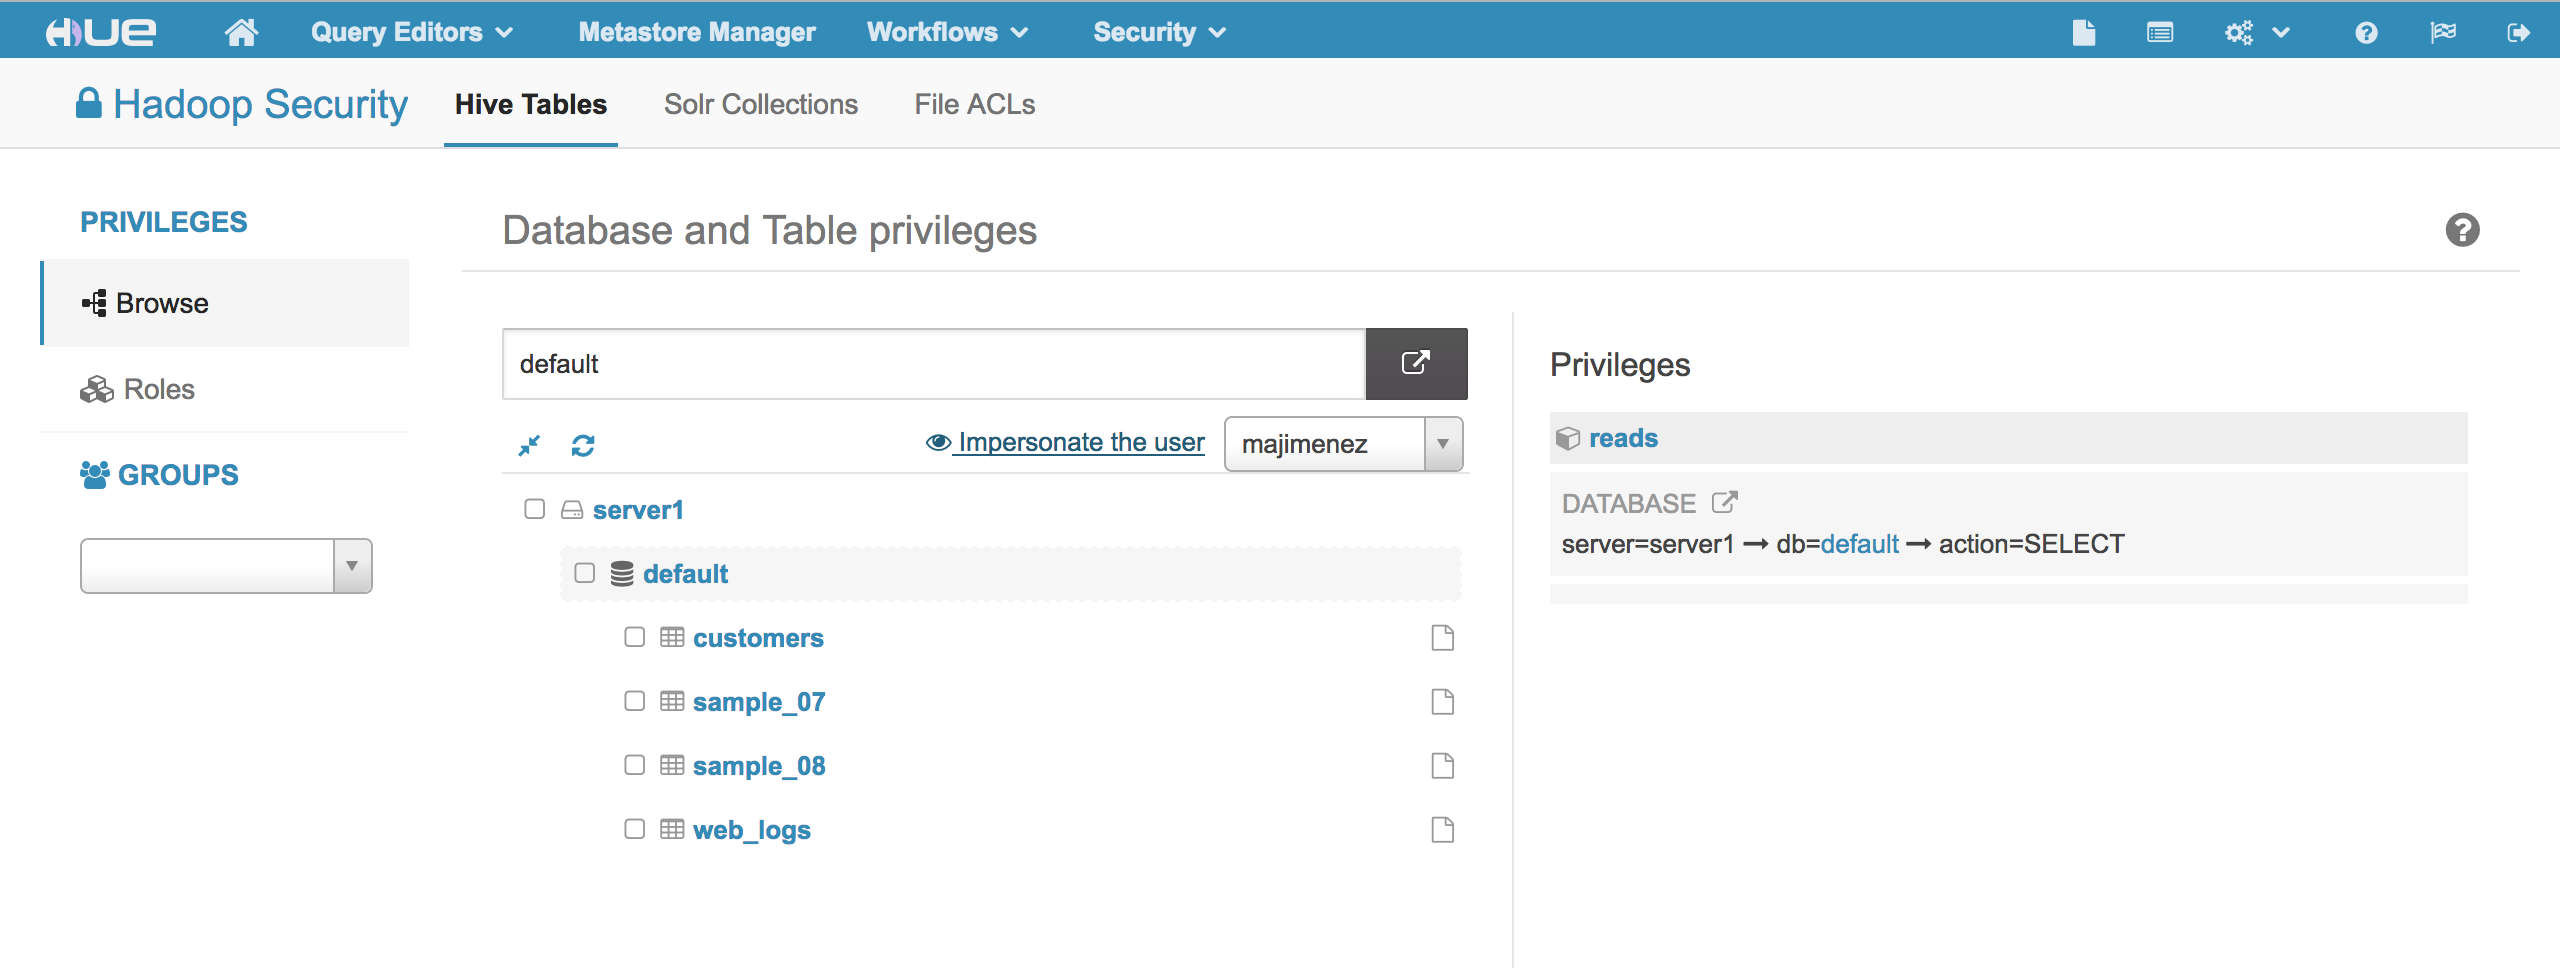 HUE Query Editors Metastore Manager Workflows Security
Hadoop Security Hive Tables Solr Collections File ACLs
PRIVILEGES
Browse
Roles
GROUPS
Database and Table privileges
default
Impersonate the user majimenez
server1
default
customers
sample_07
sample_08
web_logs
Privileges
reads
DATABASE
server=server1 → db=default → action=SELECT